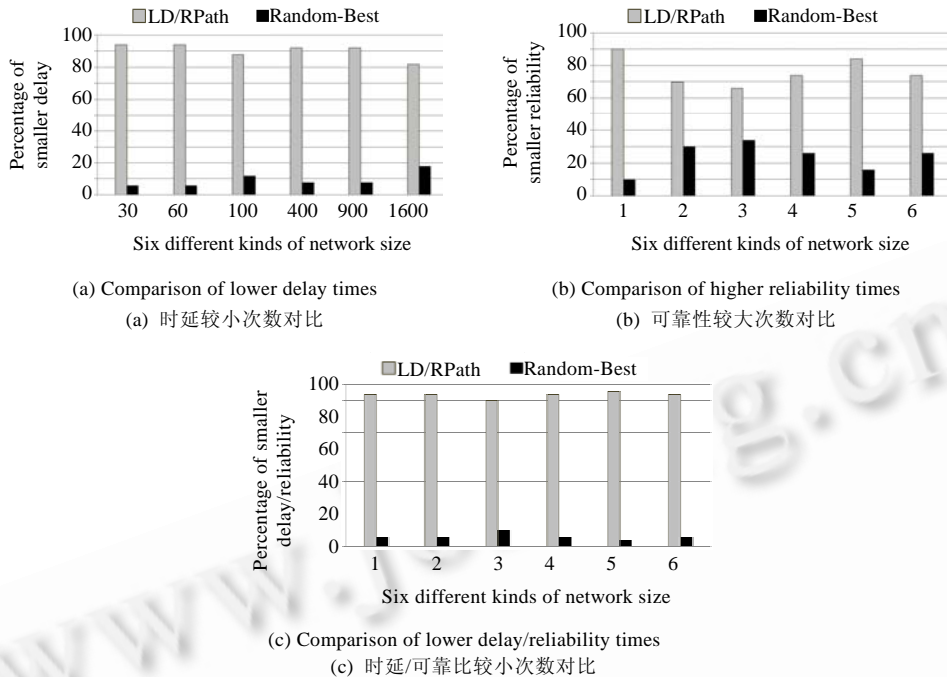 LD/RPath Random-Best
Percentage of
smaller delay
100
80
60
40
20
0
30 60 100 400 900 1600
Six different kinds of network size
(a) Comparison of lower delay times
(a) 时延较小次数对比
LD/RPath Random-Best
Percentage of
smaller reliability
100
80
60
40
20
0
1 2 3 4 5 6
Six different kinds of network size
(b) Comparison of higher reliability times
(b) 可靠性较大次数对比
LD/RPath Random-Best
Percentage of smaller
delay/reliability
100
80
60
40
20
0
1 2 3 4 5 6
Six different kinds of network size
(c) Comparison of lower delay/reliability times
(c) 时延/可靠比较小次数对比